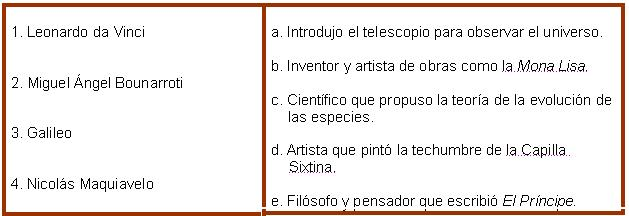 1. Leonardo da Vinci
2. Miguel Ángel Bounarroti
3. Galileo
4. Nicolás Maquiavelo
a. Introdujo el telescopio para observar el universo.
b. Inventor y artista de obras como la Mona Lisa.
c. Científico que propuso la teoría de la evolución de
las especies.
d. Artista que pintó la techumbre de la Capilla
Sixtina.
e. Filósofo y pensador que escribió El Príncipe.